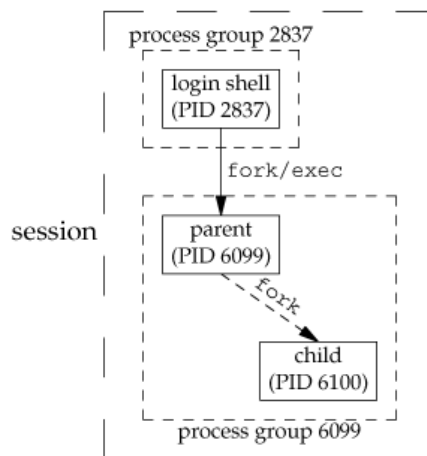 process group 2837
login shell
(PID 2837)
fork/exec
session
parent
(PID 6099)
fork
child
(PID 6100)
process group 6099